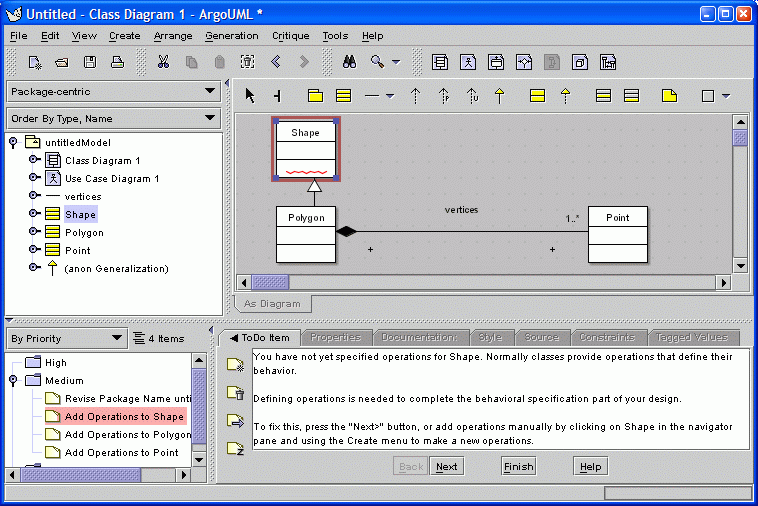 Untitled - Class Diagram 1 - ArgoUML *
File Edit View Create Arrange Generation Critique Tools Help
Package-centric
Order By Type, Name
untitledModel
Class Diagram 1
Use Case Diagram 1
vertices
Shape
Polygon
Point
(anon Generalization)
P
U
Shape
Polygon
vertices
1..*
Point
+
+
As Diagram
By Priority
4 Items
High
Medium
Revise Package Name unti
Add Operations to Shape
Add Operations to Polygon
Add Operations to Point
ToDo Item Properties Documentation: Style Source Constraints Tagged Values
You have not yet specified operations for Shape. Normally classes provide operations that define their
behavior.
Defining operations is needed to complete the behavioral specification part of your design.
To fix this, press the "Next>" button, or add operations manually by clicking on Shape in the navigator
pane and using the Create menu to make a new operations.
Back Next Finish Help